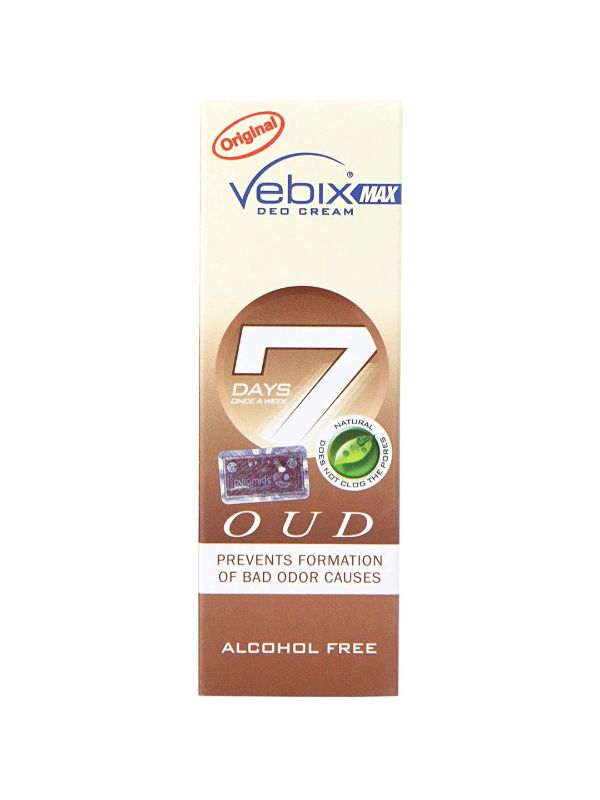 Original
Vebix® MAX
DEO CREAM
7
DAYS
ONCE A WEEK
NATURAL
DOES NOT CLOG THE PORES
pyramids
OUD
PREVENTS FORMATION
OF BAD ODOR CAUSES
ALCOHOL FREE